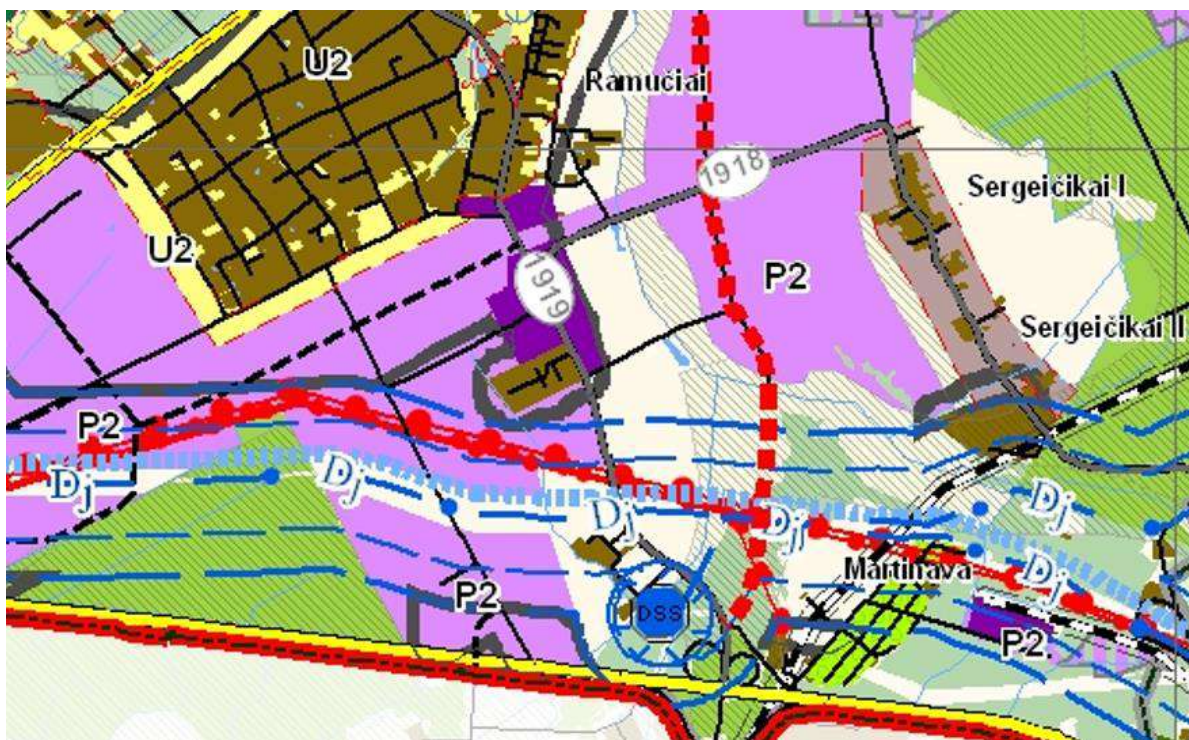 U2
Ramučiai
1918
Sergeičikai I
U2
1919
P2
Sergeičikai II
P2
Dj
Dj
Dj
Dj
Dj
Martinava
Dj
P2
DSS
P2.